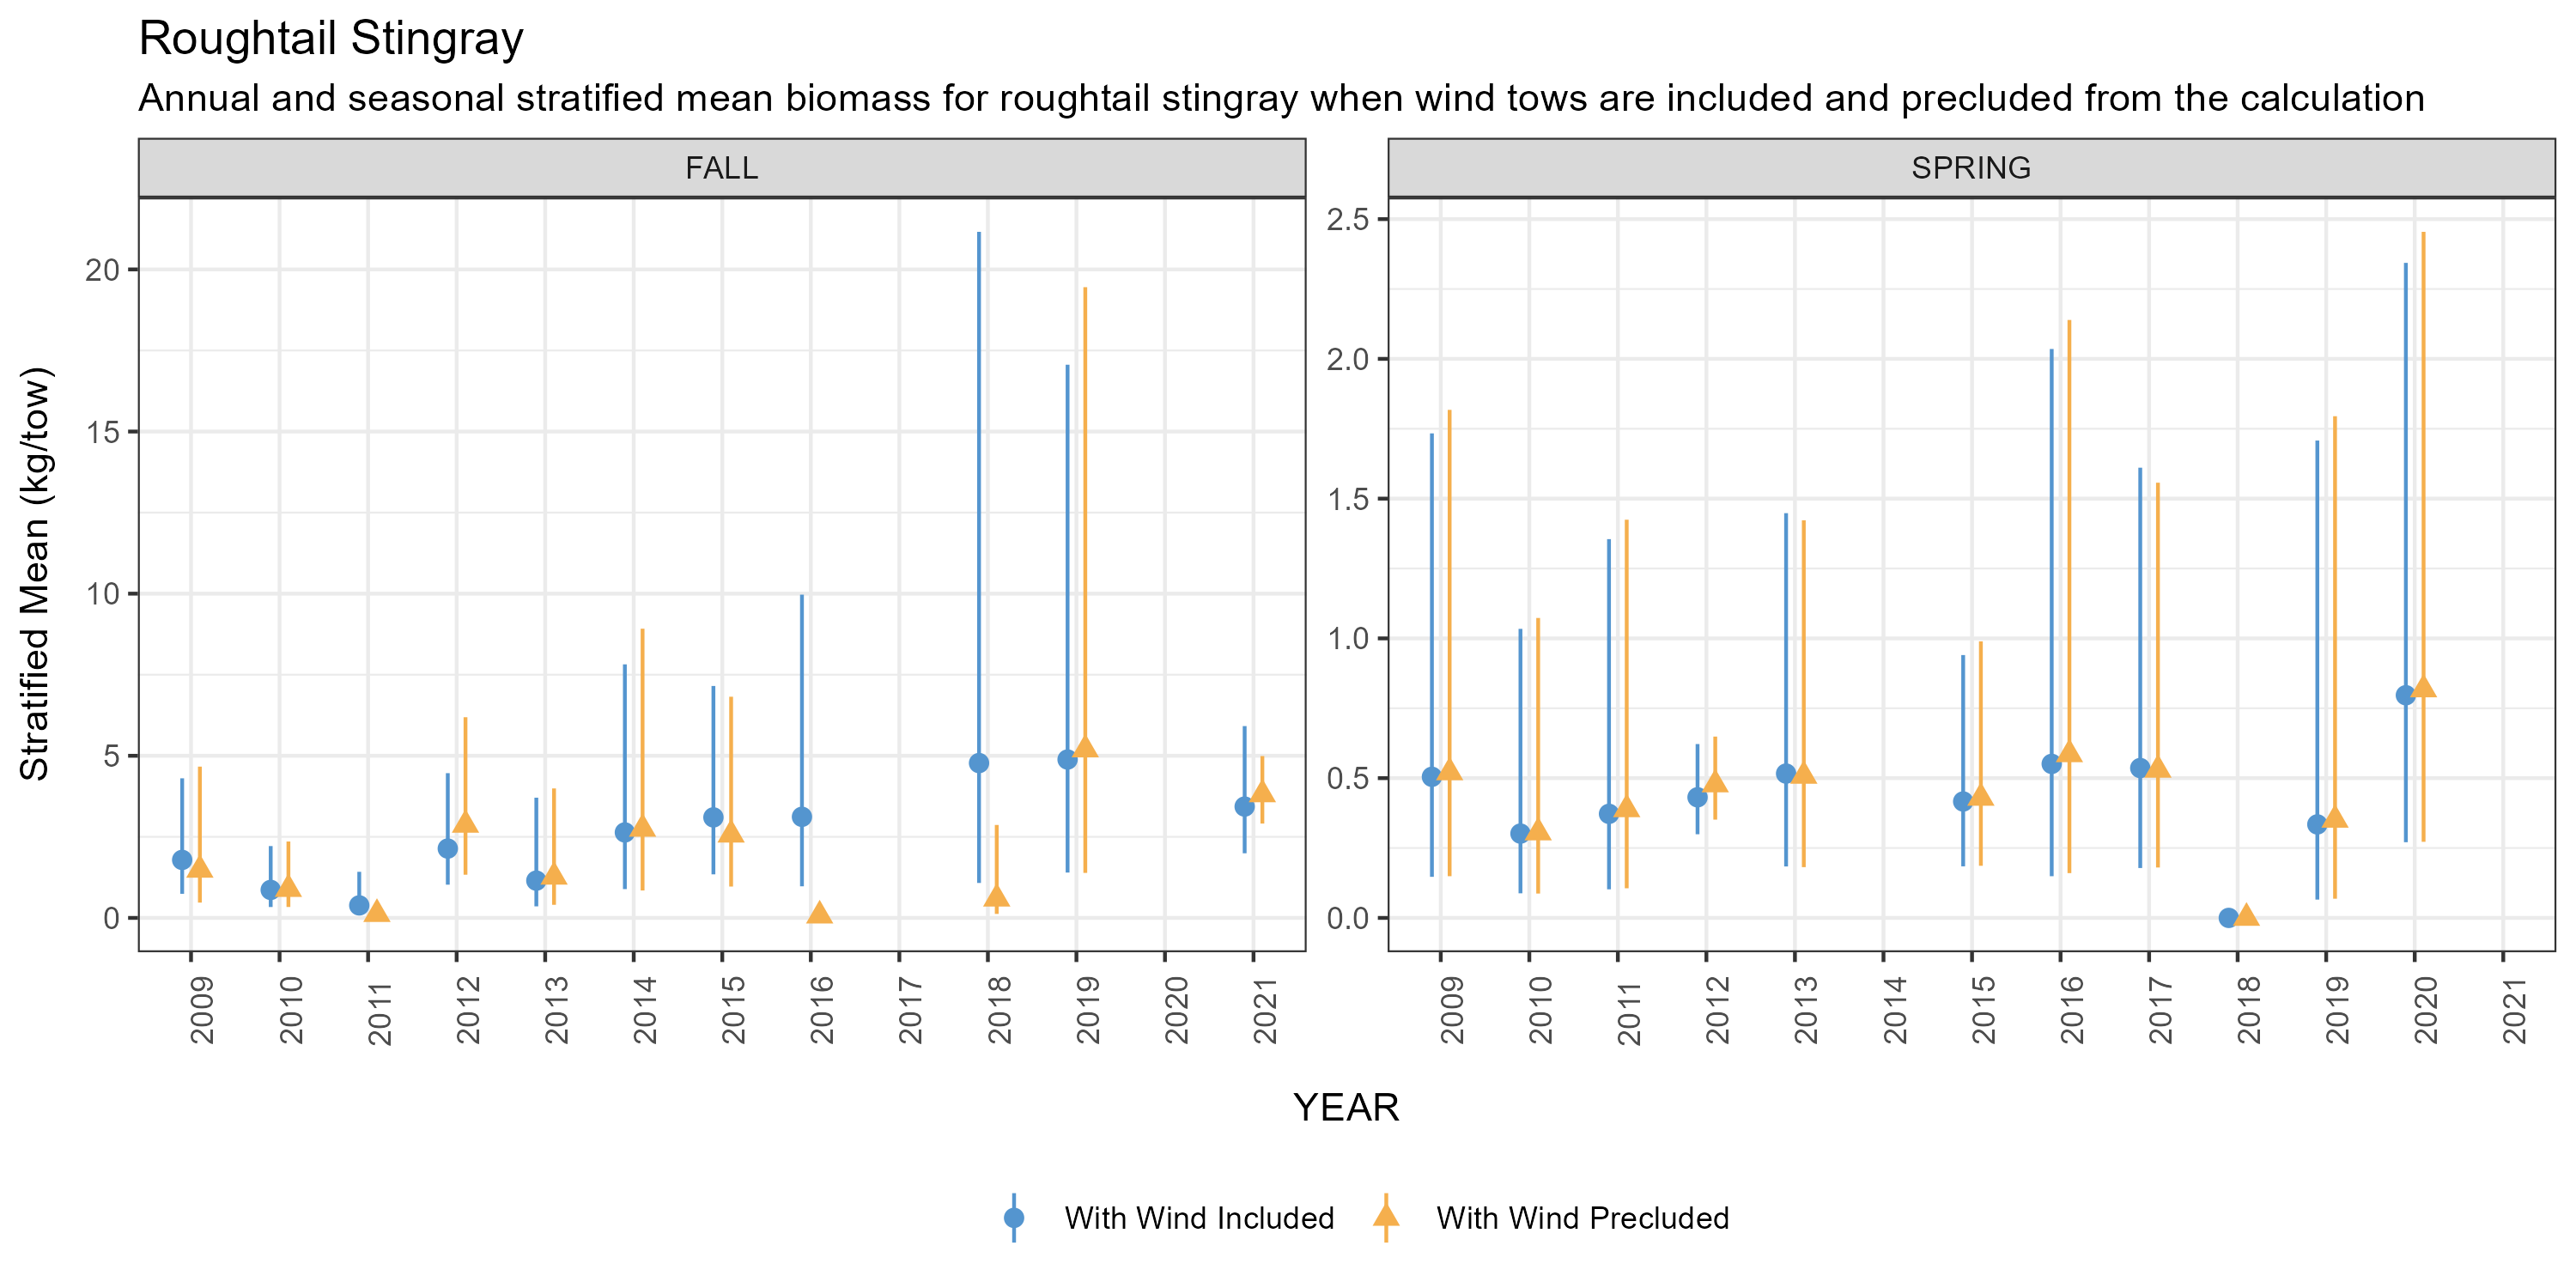 Roughtail Stingray
Annual and seasonal stratified mean biomass for roughtail stingray when wind tows are included and precluded from the calculation
FALL
SPRING
Stratified Mean (kg/tow)
20
15
10
5
0
2.5
2.0
1.5
1.0
0.5
0.0
2009 2010 2011 2012 2013 2014 2015 2016 2017 2018 2019 2020 2021
2009 2010 2011 2012 2013 2014 2015 2016 2017 2018 2019 2020 2021
YEAR
With Wind Included
With Wind Precluded